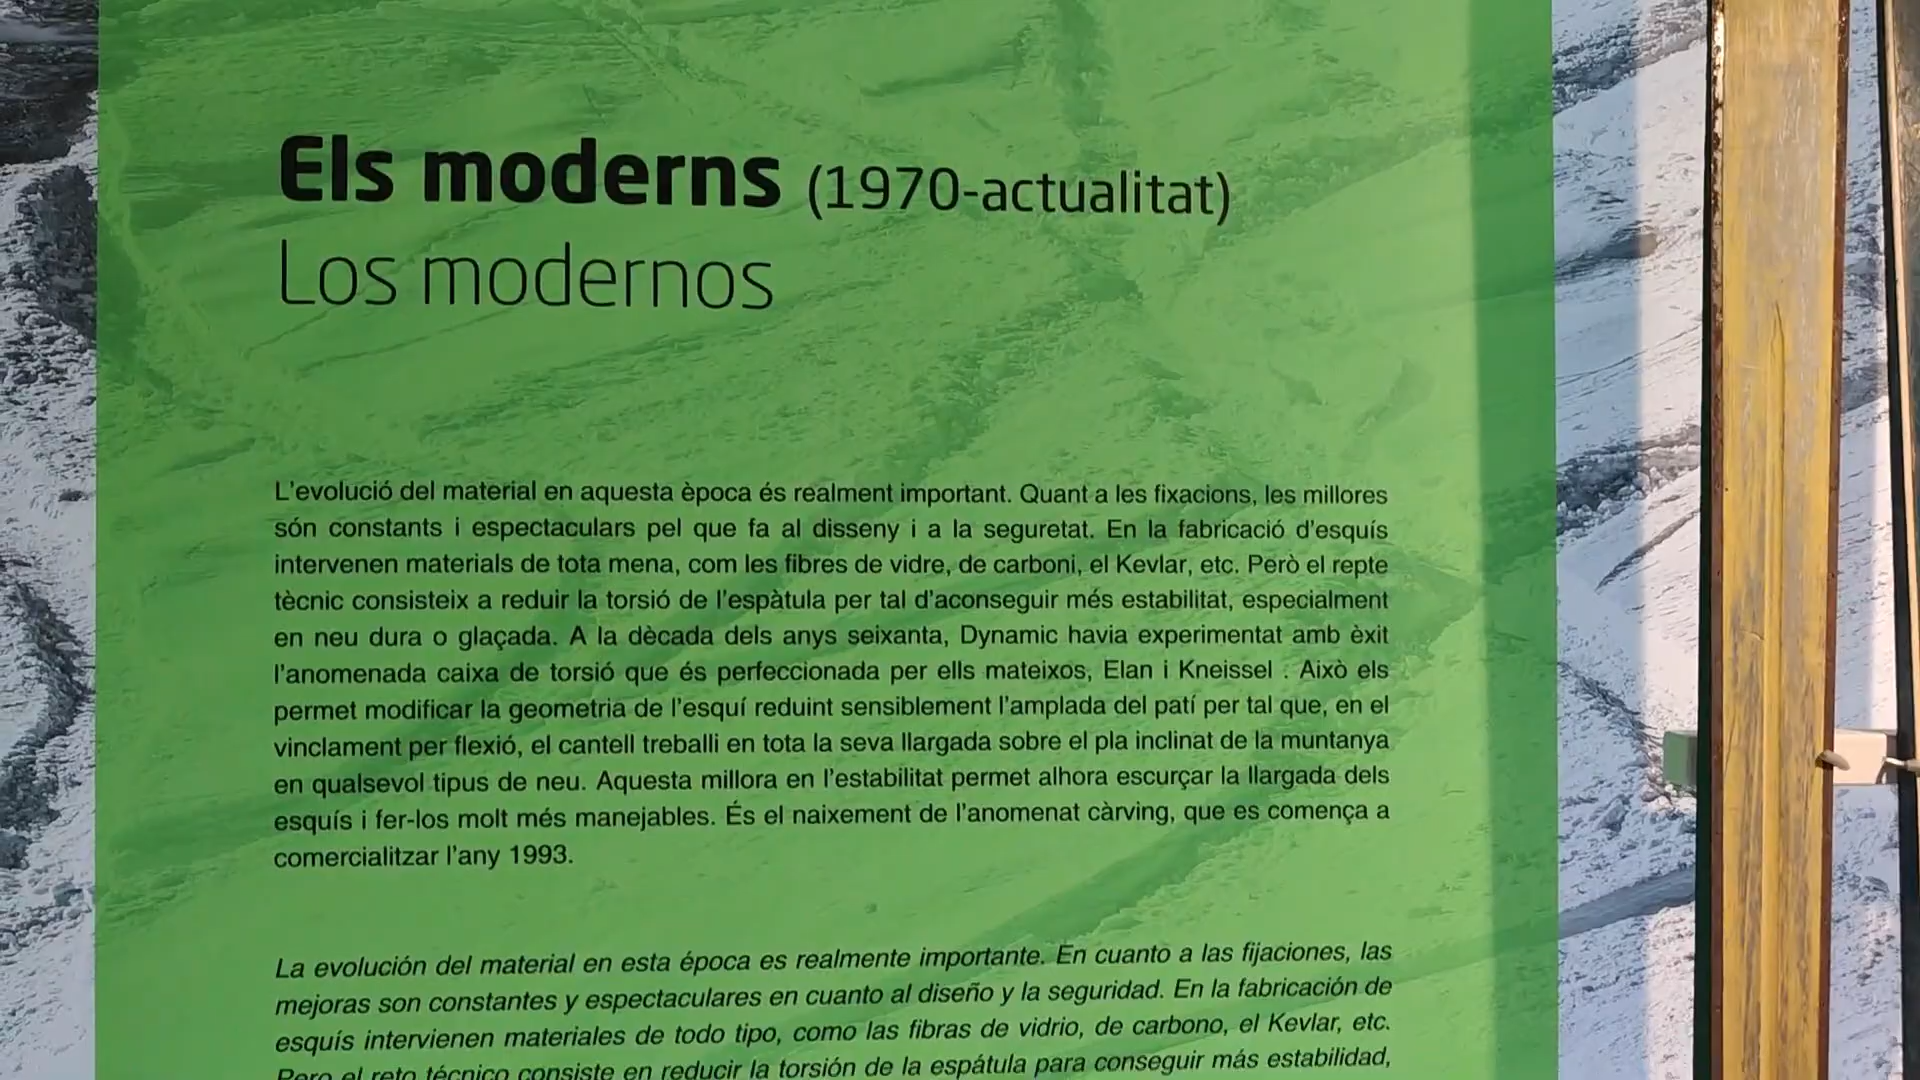 Els moderns (1970-actualitat)
Los modernos
L'evolució del material en aquesta època és realment important. Quant a les fixacions, les millores
són constants i espectaculars pel que fa al disseny i a la seguretat. En la fabricació d'esquís
intervenen materials de tota mena, com les fibres de vidre, de carboni, el Kevlar, etc. Però el repte
tècnic consisteix a reduir la torsió de l'espàtula per tal d'aconseguir més estabilitat, especialment
en neu dura o glaçada. A la dècada dels anys seixanta, Dynamic havia experimentat amb èxit
l'anomenada caixa de torsió que és perfeccionada per ells mateixos, Elan i Kneissel . Això els
permet modificar la geometria de l'esquí reduint sensiblement l'amplada del patí per tal que, en el
vinclament per flexió, el cantell treballi en tota la seva llargada sobre el pla inclinat de la muntanya
en qualsevol tipus de neu. Aquesta millora en l'estabilitat permet alhora escurçar la llargada dels
esquís i fer-los molt més manejables. És el naixement de l'anomenat càrving, que es comença a
comercialitzar l'any 1993.
La evolución del material en esta época es realmente importante. En cuanto a las fijaciones, las
mejoras son constantes y espectaculares en cuanto al diseño y la seguridad. En la fabricación de
esquís intervienen materiales de todo tipo, como las fibras de vidrio, de carbono, el Kevlar, etc.
Pero el reto técnico consiste en reducir la torsión de la espátula para conseguir más estabilidad,